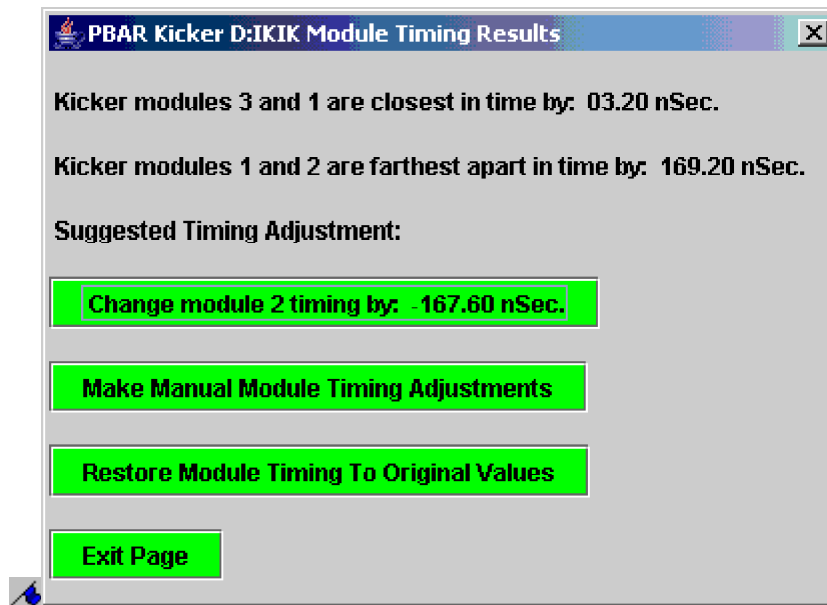 PBAR Kicker D:IKIK Module Timing Results
Kicker modules 3 and 1 are closest in time by: 03.20 nSec.
Kicker modules 1 and 2 are farthest apart in time by: 169.20 nSec.
Suggested Timing Adjustment:
Change module 2 timing by: -167.60 nSec.
Make Manual Module Timing Adjustments
Restore Module Timing To Original Values
Exit Page